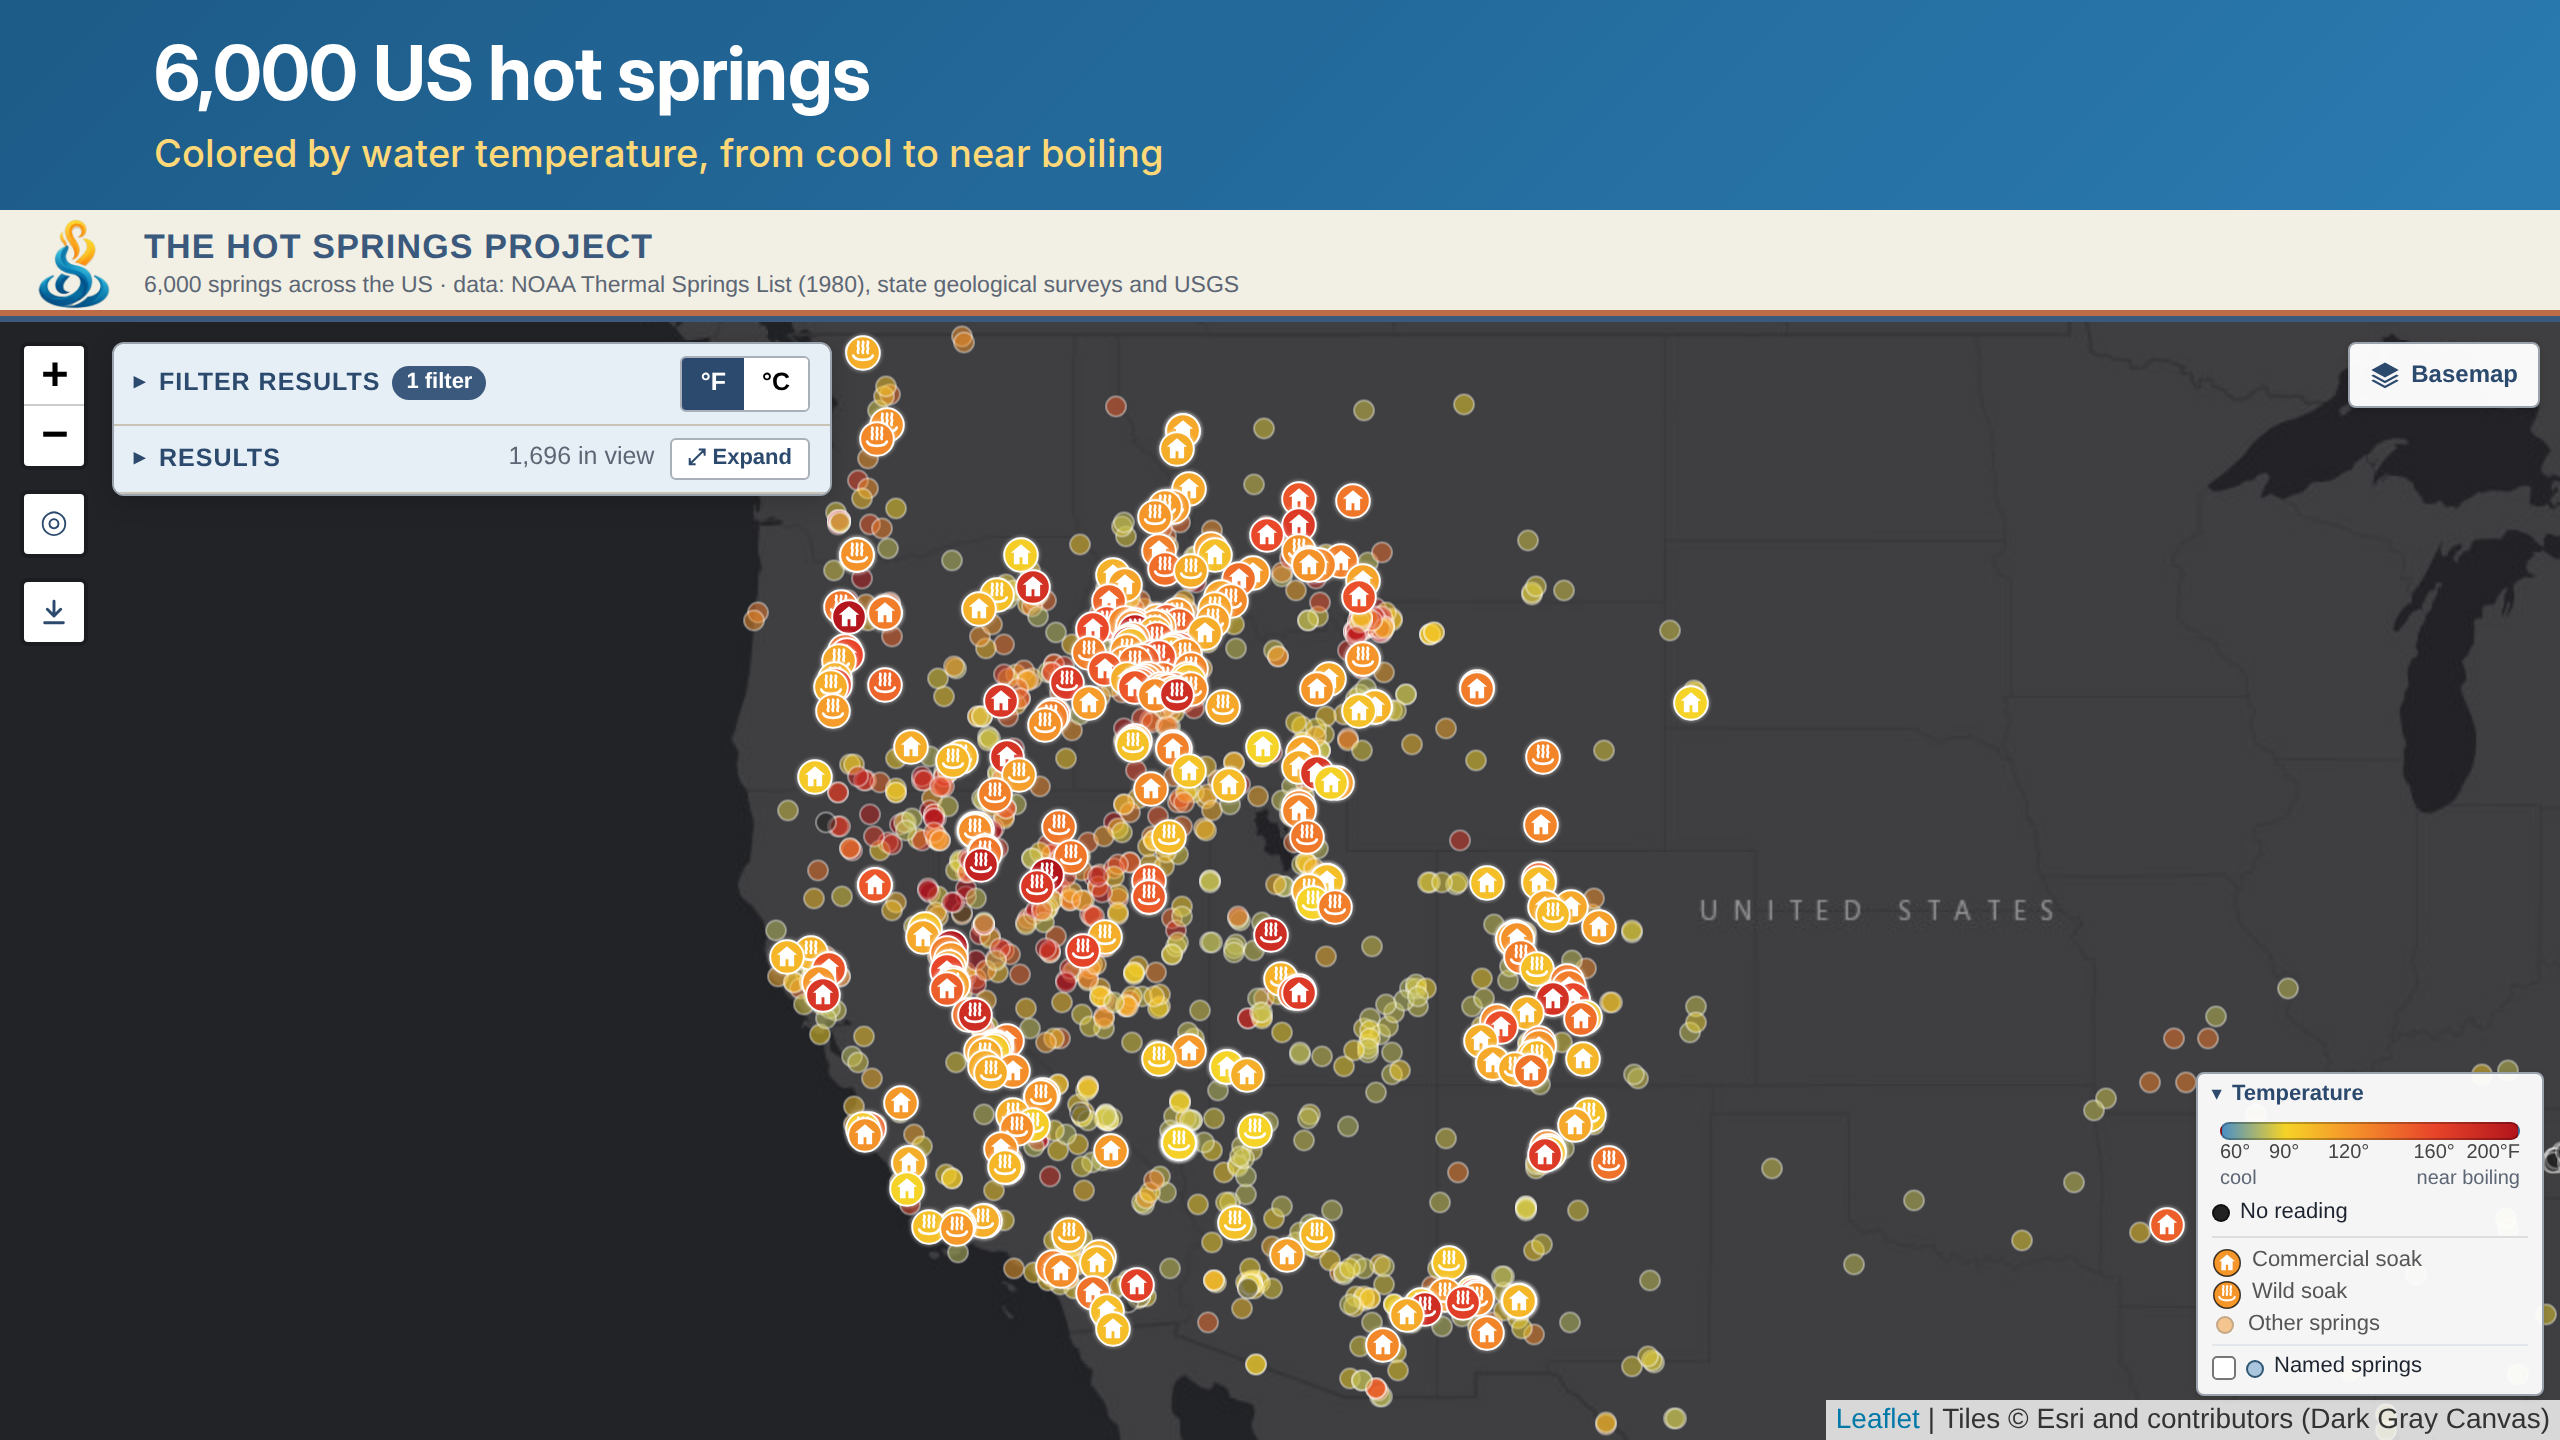 6,000 US hot springs
Colored by water temperature, from cool to near boiling
THE HOT SPRINGS PROJECT
6,000 springs across the US · data: NOAA Thermal Springs List (1980), state geological surveys and USGS
+
−
▸ FILTER RESULTS 1 filter °F °C
▸ RESULTS 1,696 in view Expand
Basemap
UNITED STATES
▾ Temperature
60° 90° 120° 160° 200°F
cool near boiling
No reading
Commercial soak
Wild soak
Other springs
Named springs
Leaflet | Tiles © Esri and contributors (Dark Gray Canvas)